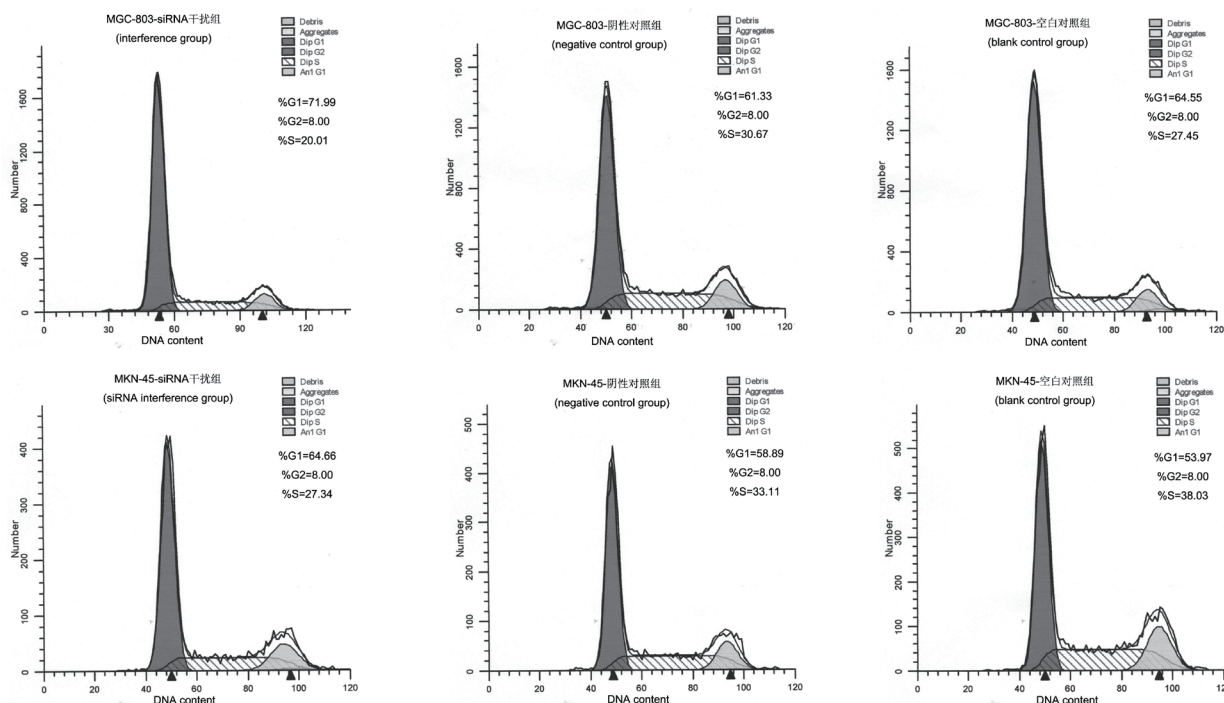 MGC-803-siRNA干扰组
(interference group)
Debris
Aggregates
Dip G1
Dip G2
Dip S
An1 G1
%G1=71.99
%G2=8.00
%S=20.01
Number
0
400
800
1200
1600
0
30
60
90
120
DNA content
MGC-803-阴性对照组
(negative control group)
Debris
Aggregates
Dip G1
Dip G2
Dip S
An1 G1
%G1=61.33
%G2=8.00
%S=30.67
Number
0
400
800
1200
1600
0
20
40
60
80
100
120
DNA content
MGC-803-空白对照组
(blank control group)
Debris
Aggregates
Dip G1
Dip G2
Dip S
An1 G1
%G1=64.55
%G2=8.00
%S=27.45
Number
0
400
800
1200
1600
0
20
40
60
80
100
120
DNA content
MKN-45-siRNA干扰组
(siRNA interference group)
Debris
Aggregates
Dip G1
Dip G2
Dip S
An1 G1
%G1=64.66
%G2=8.00
%S=27.34
Number
0
100
200
300
400
0
20
40
60
80
100
120
DNA content
MKN-45-阴性对照组
(negative control group)
Debris
Aggregates
Dip G1
Dip G2
Dip S
An1 G1
%G1=58.89
%G2=8.00
%S=33.11
Number
0
100
200
300
400
500
0
20
40
60
80
100
120
DNA content
MKN-45-空白对照组
(blank control group)
Debris
Aggregates
Dip G1
Dip G2
Dip S
An1 G1
%G1=53.97
%G2=8.00
%S=38.03
Number
0
100
200
300
400
500
0
20
40
60
80
100
120
DNA content